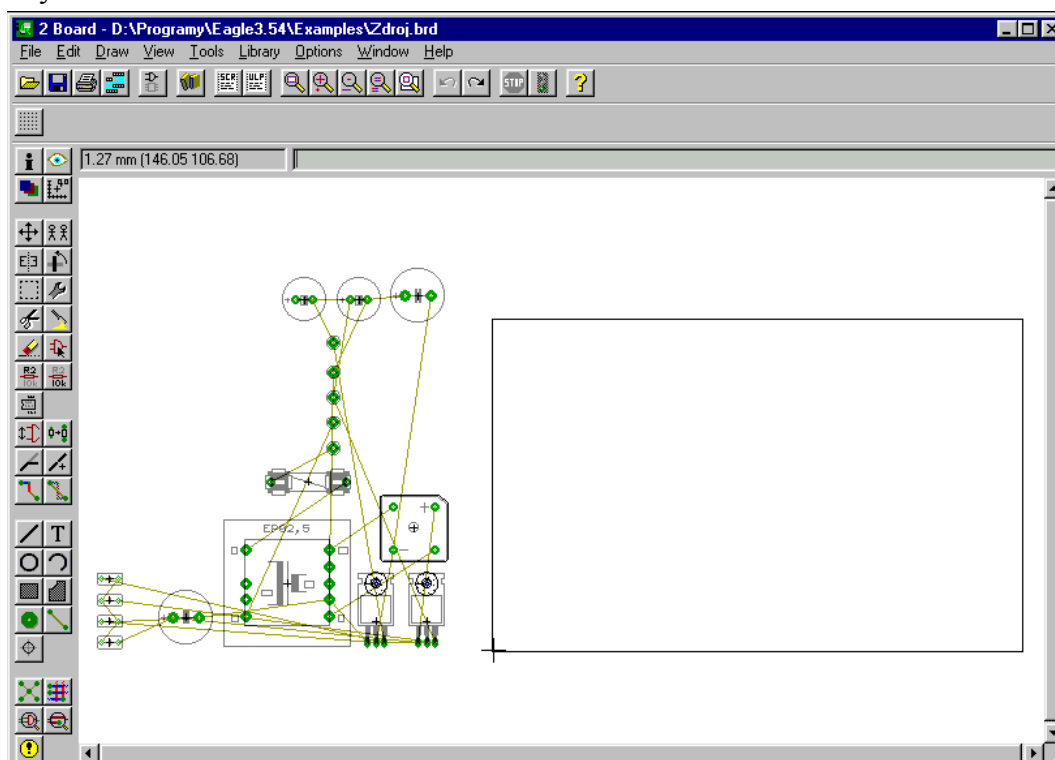 2 Board - D:\Programy\Eagle3.54\Examples\Zdroj.brd
File Edit Draw View Tools Library Options Window Help
SCR ULP STOP ?
1.27 mm (146.05 106.68)
i
R2 R2
10k 10k
T
EP02,5